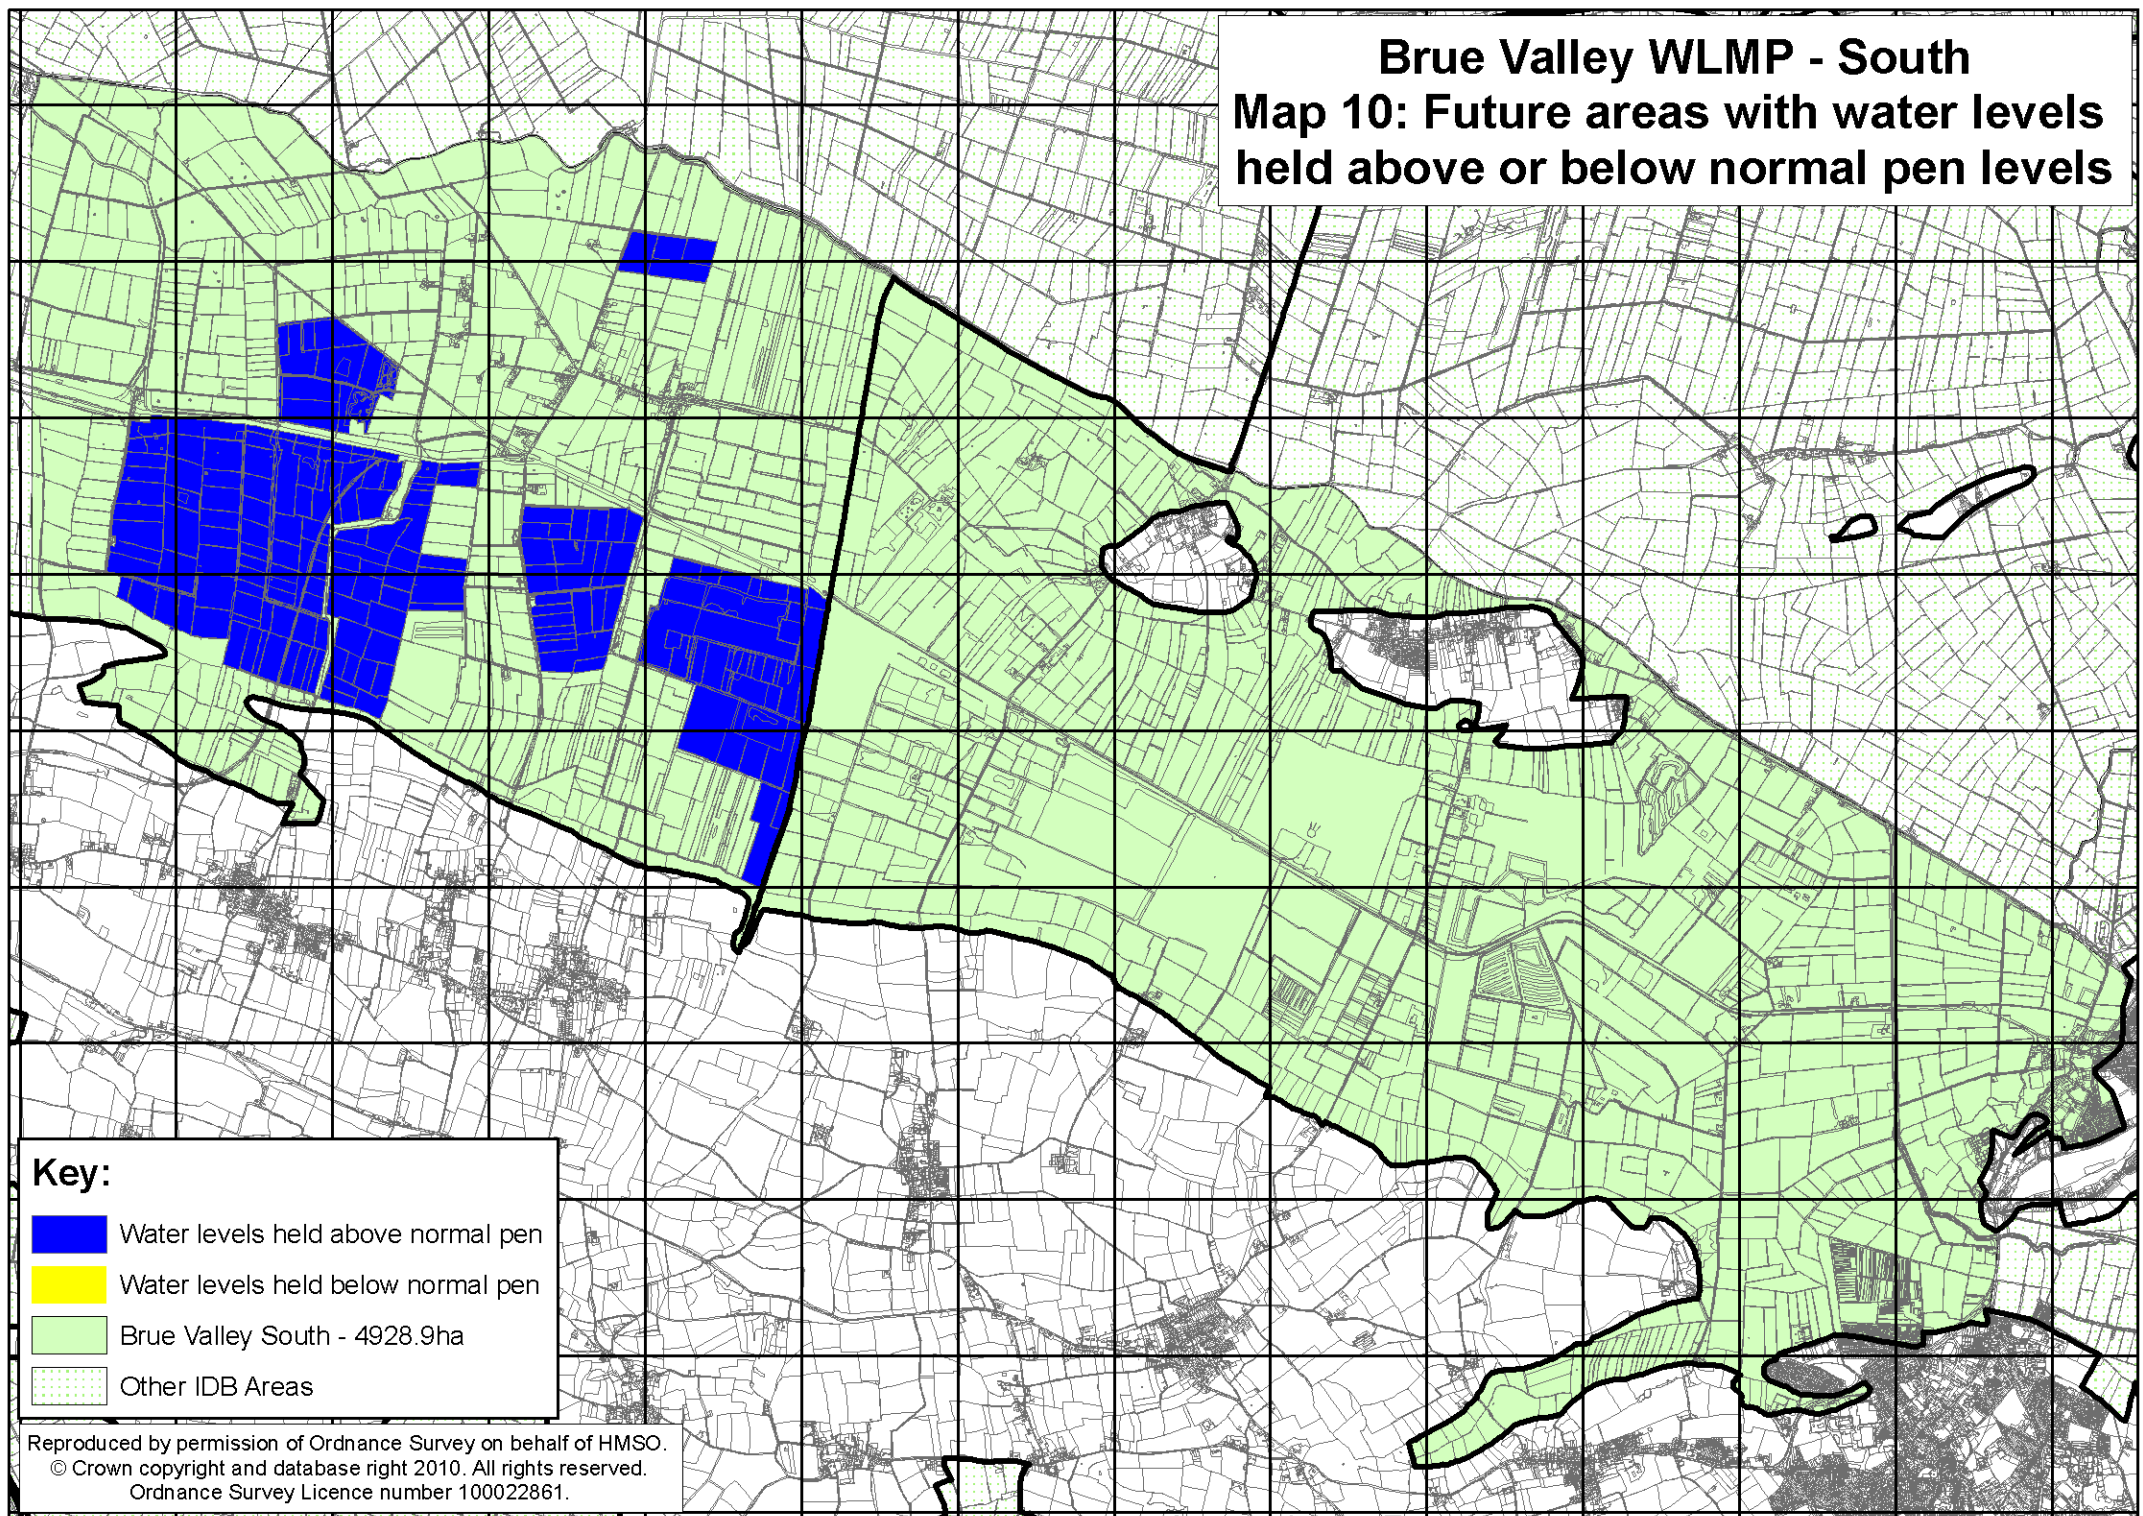 Brue Valley WLMP - South
Map 10: Future areas with water levels
held above or below normal pen levels
Key:
Water levels held above normal pen
Water levels held below normal pen
Brue Valley South - 4928.9ha
Other IDB Areas
Reproduced by permission of Ordnance Survey on behalf of HMSO.
© Crown copyright and database right 2010. All rights reserved.
Ordnance Survey Licence number 100022861.